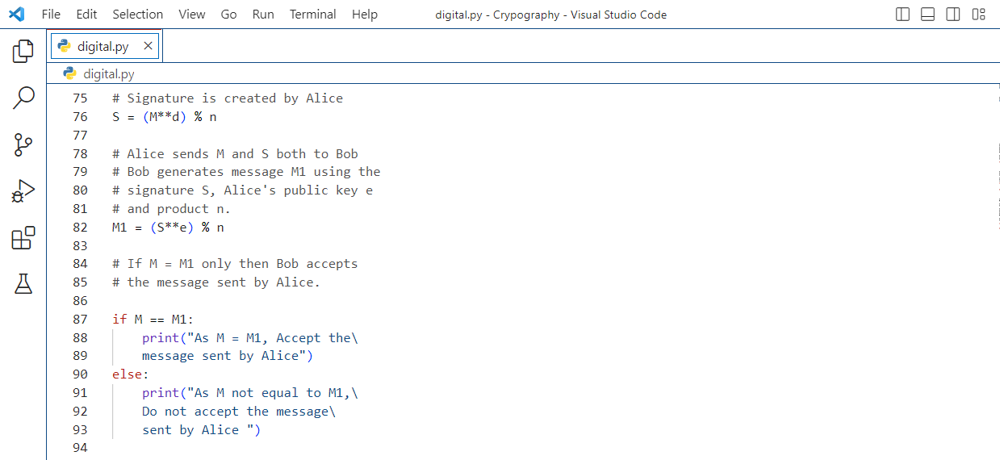 File Edit Selection View Go Run Terminal Help digital.py - Crypography - Visual Studio Code
digital.py
digital.py
75 # Signature is created by Alice
76 S = (M**d) % n
77
78 # Alice sends M and S both to Bob
79 # Bob generates message M1 using the
80 # signature S, Alice's public key e
81 # and product n.
82 M1 = (S**e) % n
83
84 # If M = M1 only then Bob accepts
85 # the message sent by Alice.
86
87 if M == M1:
88     print("As M = M1, Accept the\
89     message sent by Alice")
90 else:
91     print("As M not equal to M1,\
92     Do not accept the message\
93     sent by Alice ")
94